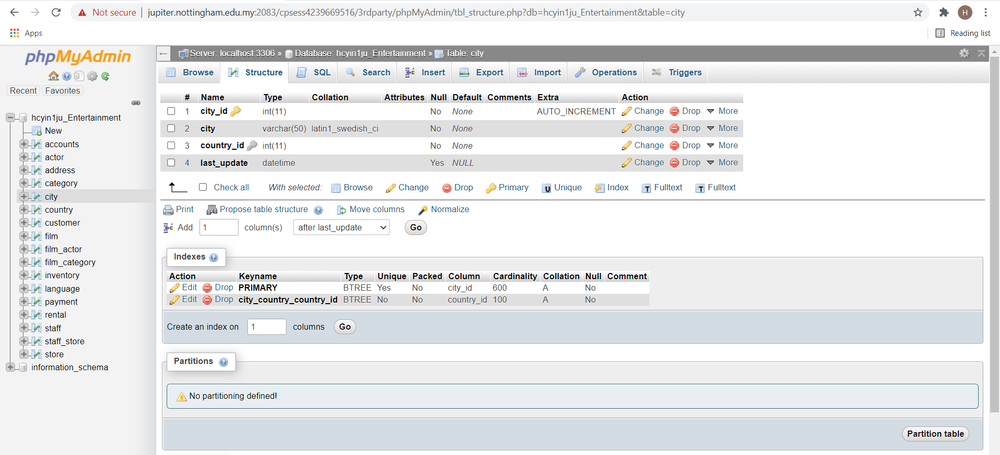 Not secure | jupiter.nottingham.edu.my:2083/cpsess4239669516/3rdparty/phpMyAdmin/tbl_structure.php?db=hcyin1ju_Entertainment&table=city
H
Apps
Reading list
phpMyAdmin
Recent Favorites
hcyin1ju_Entertainment
New
accounts
actor
address
category
city
country
customer
film
film_actor
film_category
inventory
language
payment
rental
staff
staff_store
store
information_schema
Server: localhost:3306 » Database: hcyin1ju_Entertainment » Table: city
Browse Structure SQL Search Insert Export Import Operations Triggers
# Name Type Collation Attributes Null Default Comments Extra Action
1 city_id int(11) No None AUTO_INCREMENT Change Drop More
2 city varchar(50) latin1_swedish_ci No None Change Drop More
3 country_id int(11) No None Change Drop More
4 last_update datetime Yes NULL Change Drop More
Check all With selected: Browse Change Drop Primary Unique Index Fulltext Fulltext
Print Propose table structure Move columns Normalize
Add 1 column(s) after last_update Go
Indexes
Action Keyname Type Unique Packed Column Cardinality Collation Null Comment
Edit Drop PRIMARY BTREE Yes No city_id 600 A No
Edit Drop city_country_country_id BTREE No No country_id 100 A No
Create an index on 1 columns Go
Partitions
No partitioning defined!
Partition table